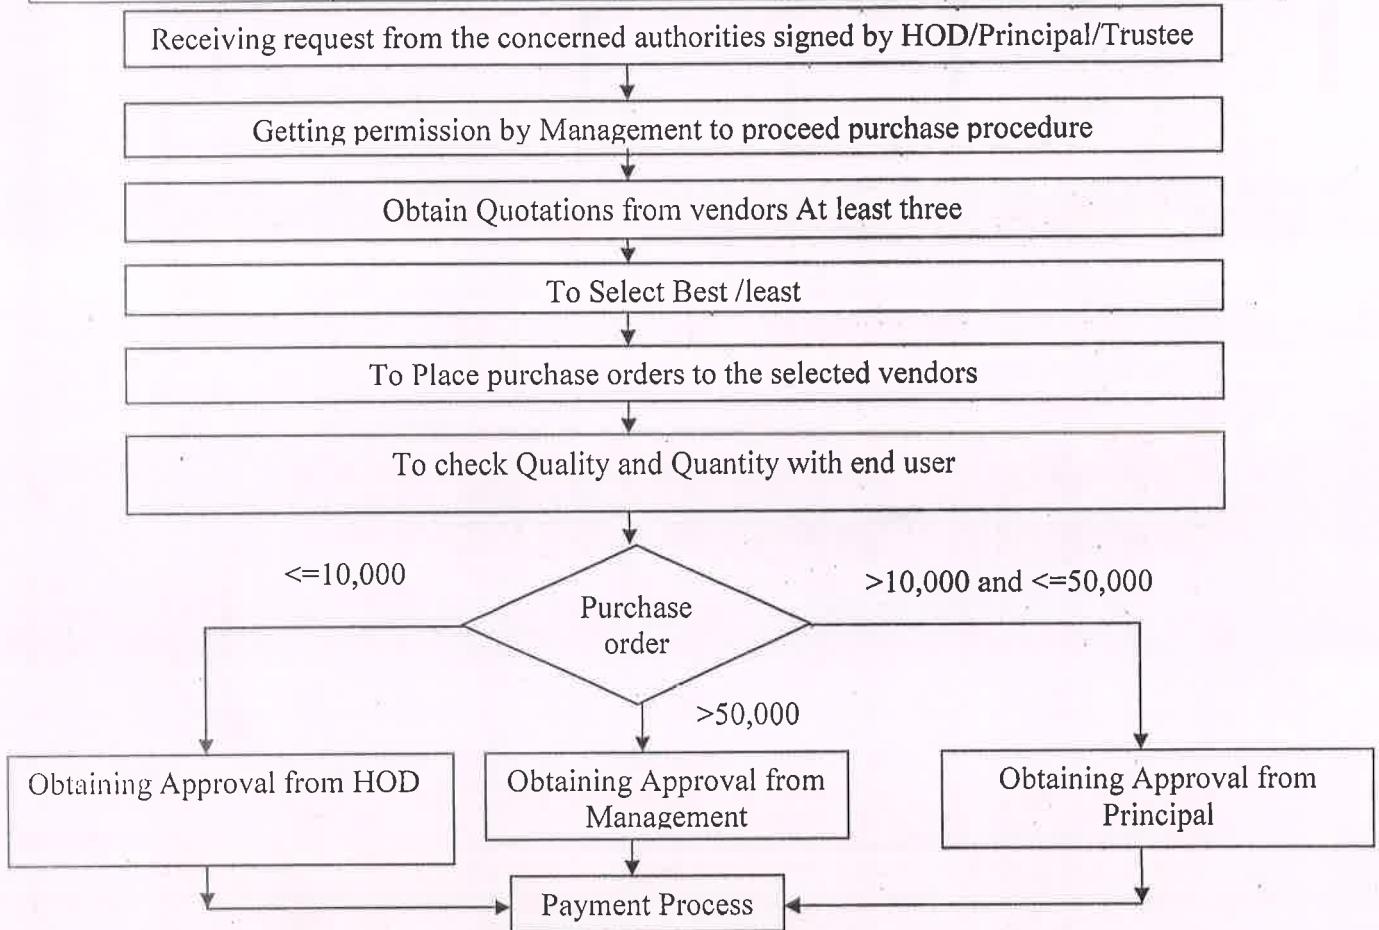 Receiving request from the concerned authorities signed by HOD/Principal/Trustee
Getting permission by Management to proceed purchase procedure
Obtain Quotations from vendors At least three
To Select Best /least
To Place purchase orders to the selected vendors
To check Quality and Quantity with end user
<=10,000
>10,000 and <=50,000
Purchase
order
>50,000
Obtaining Approval from HOD
Obtaining Approval from
Management
Obtaining Approval from
Principal
Payment Process